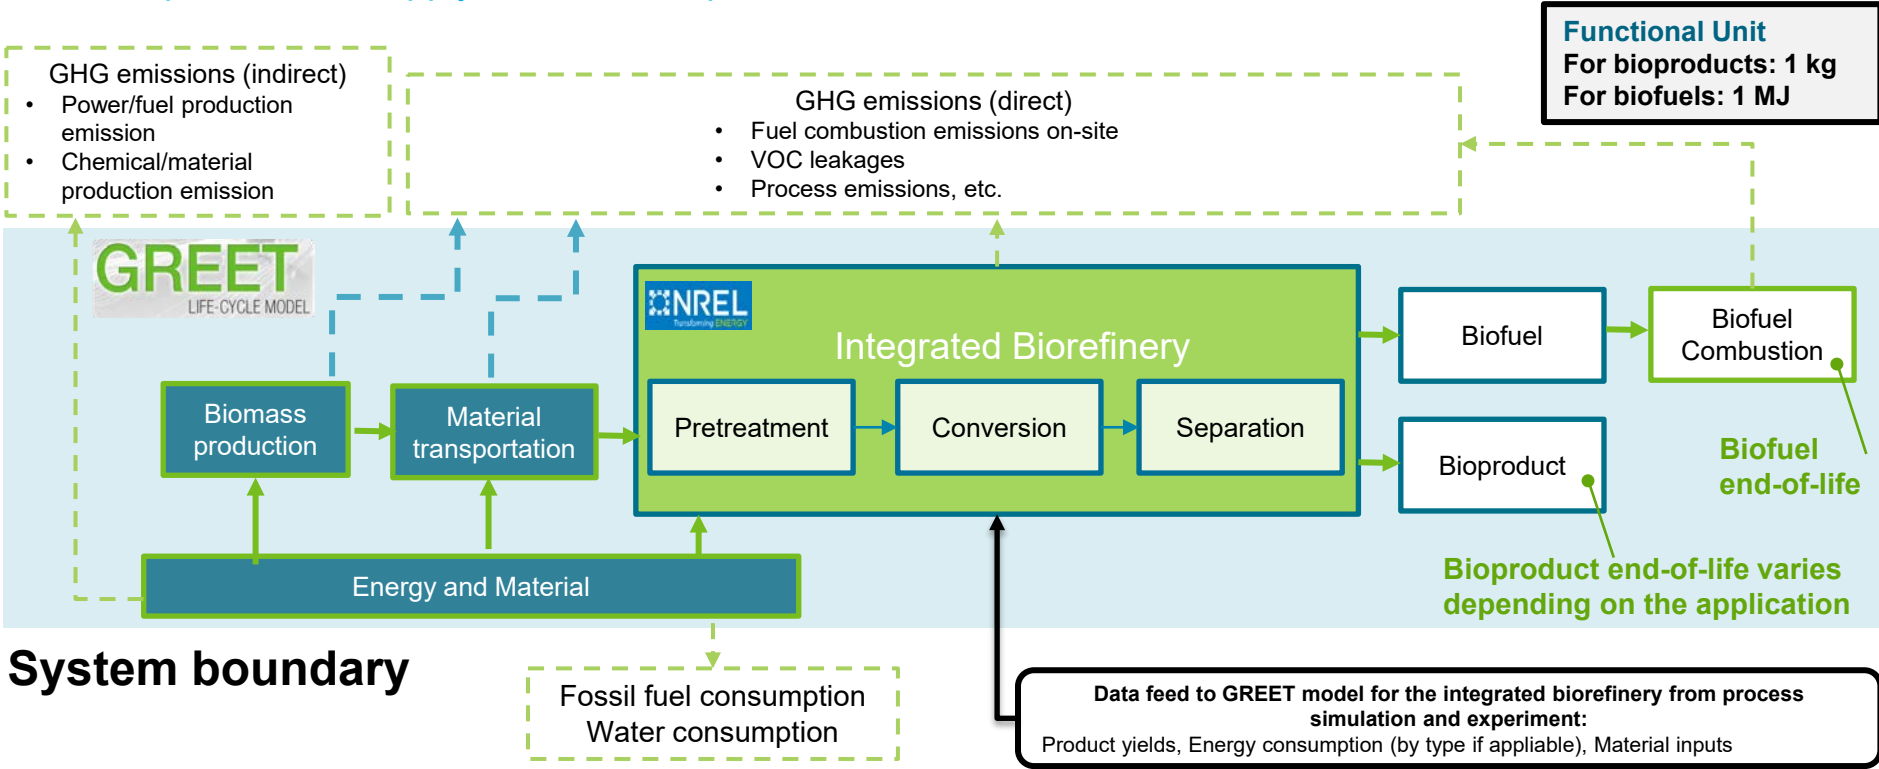 Functional Unit
For bioproducts: 1 kg
For biofuels: 1 MJ
GHG emissions (indirect)
• Power/fuel production
emission
• Chemical/material
production emission
GHG emissions (direct)
• Fuel combustion emissions on-site
• VOC leakages
• Process emissions, etc.
GREET
LIFE-CYCLE MODEL
NREL
Transforming ENERGY
Integrated Biorefinery
Biomass
production
Material
transportation
Pretreatment
Conversion
Separation
Biofuel
Biofuel
Combustion
Bioproduct
Biofuel
end-of-life
Bioproduct end-of-life varies
depending on the application
Energy and Material
System boundary
Fossil fuel consumption
Water consumption
Data feed to GREET model for the integrated biorefinery from process
simulation and experiment:
Product yields, Energy consumption (by type if appliable), Material inputs